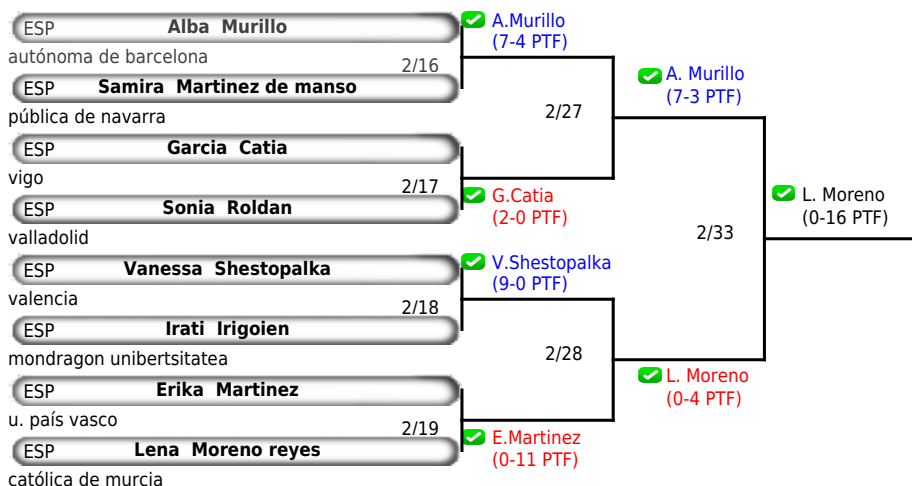 ESP Alba Murillo
autónoma de barcelona
2/16
ESP Samira Martinez de manso
pública de navarra
ESP Garcia Catia
vigo
2/17
ESP Sonia Roldan
valladolid
ESP Vanessa Shestopalka
valencia
2/18
ESP Irati Irigoien
mondragon unibertsitatea
ESP Erika Martinez
u. país vasco
2/19
ESP Lena Moreno reyes
católica de murcia
A.Murillo
(7-4 PTF)
2/27
G.Catia
(2-0 PTF)
V.Shestopalka
(9-0 PTF)
2/28
E.Martinez
(0-11 PTF)
A. Murillo
(7-3 PTF)
2/33
L. Moreno
(0-4 PTF)
L. Moreno
(0-16 PTF)